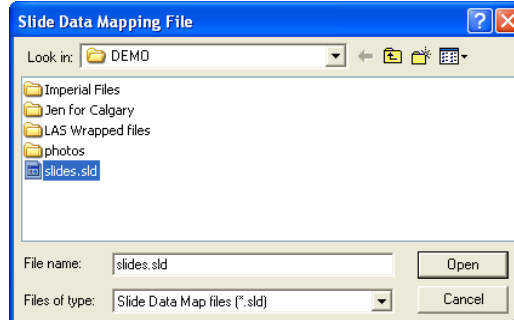 Slide Data Mapping File
Look in: DEMO
Imperial Files
Jen for Calgary
LAS Wrapped files
photos
slides.sld
File name: slides.sld Open
Files of type: Slide Data Map files (*.sld) Cancel